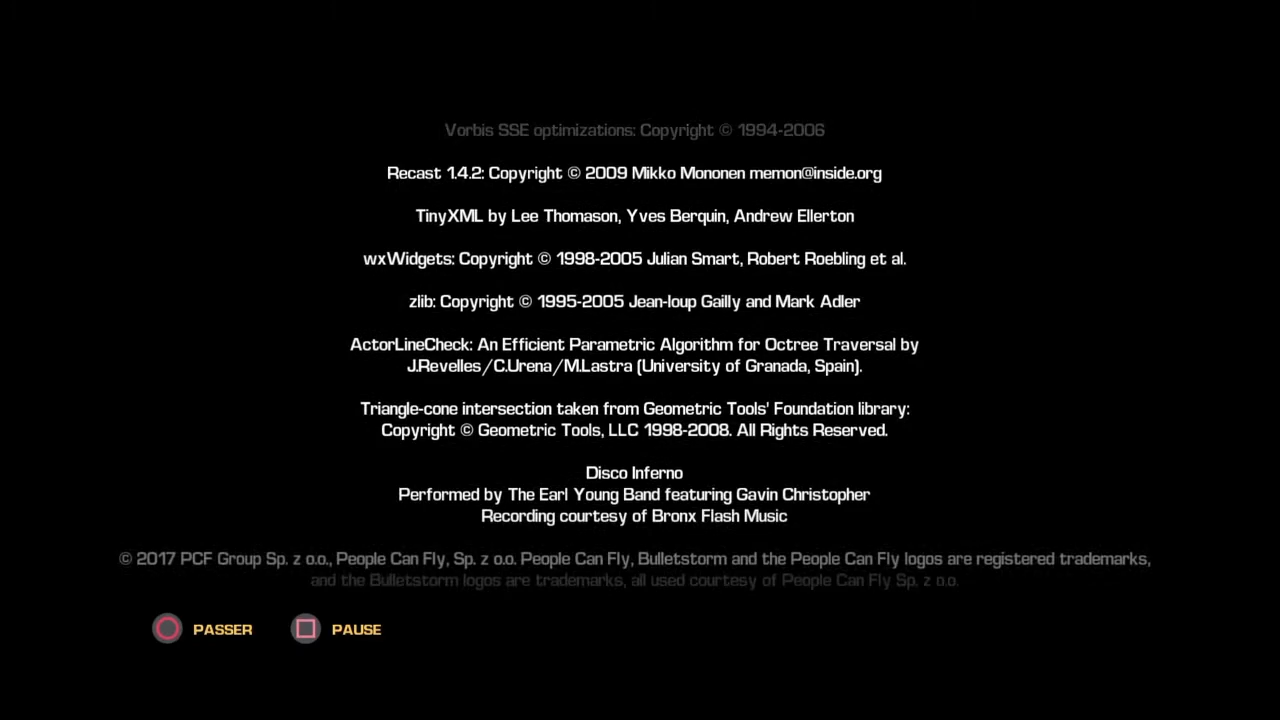 Vorbis SSE optimizations: Copyright © 1994-2006
Recast 1.4.2: Copyright © 2009 Mikko Mononen memon@inside.org
TinyXML by Lee Thomason, Yves Berquin, Andrew Ellerton
wxWidgets: Copyright © 1998-2005 Julian Smart, Robert Roebling et al.
zlib: Copyright © 1995-2005 Jean-loup Gailly and Mark Adler
ActorLineCheck: An Efficient Parametric Algorithm for Octree Traversal by
J.Revelles/C.Urena/M.Lastra (University of Granada, Spain).
Triangle-cone intersection taken from Geometric Tools' Foundation library:
Copyright © Geometric Tools, LLC 1998-2008. All Rights Reserved.
Disco Inferno
Performed by The Earl Young Band featuring Gavin Christopher
Recording courtesy of Bronx Flash Music
© 2017 PCF Group Sp. z o.o., People Can Fly, Sp. z o.o. People Can Fly, Bulletstorm and the People Can Fly logos are registered trademarks,
and the Bulletstorm logos are trademarks, all used courtesy of People Can Fly Sp. z o.o.
PASSER PAUSE